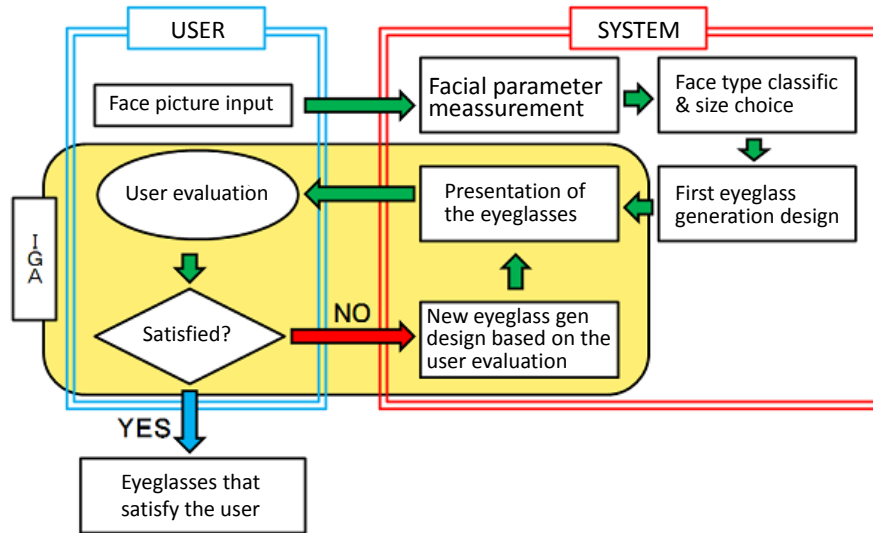 USER
SYSTEM
Face picture input
Facial parameter
meassurement
Face type classific
& size choice
User evaluation
Presentation of
the eyeglasses
First eyeglass
generation design
IGA
Satisfied?
NO
New eyeglass gen
design based on the
user evaluation
YES
Eyeglasses that
satisfy the user